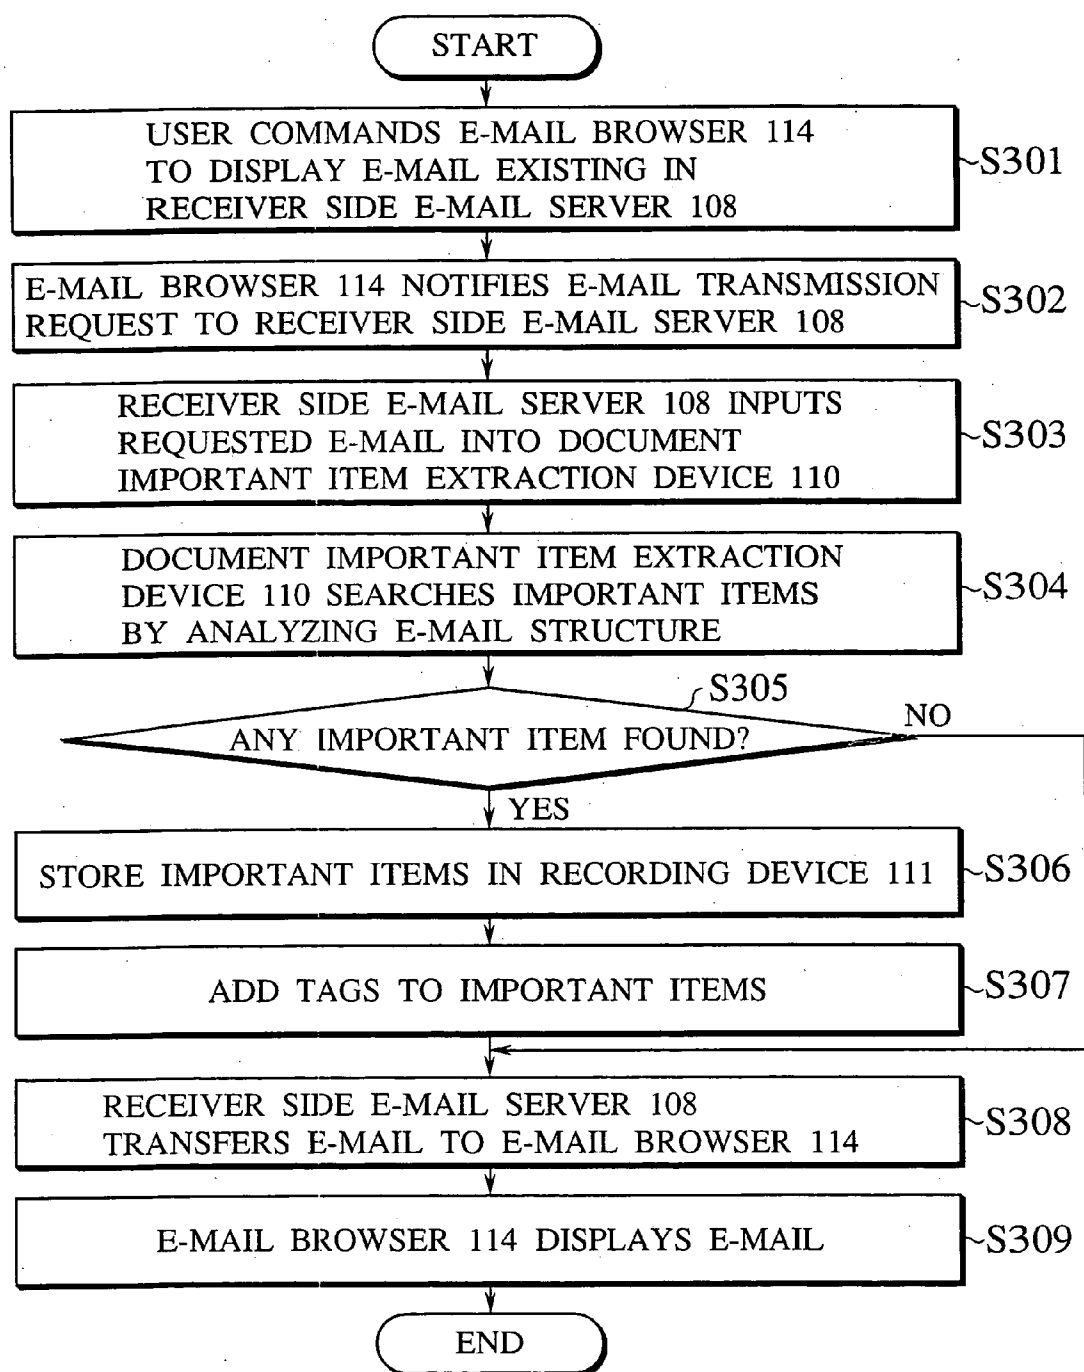 START
USER COMMANDS E-MAIL BROWSER 114
TO DISPLAY E-MAIL EXISTING IN
RECEIVER SIDE E-MAIL SERVER 108
S301
E-MAIL BROWSER 114 NOTIFIES E-MAIL TRANSMISSION
REQUEST TO RECEIVER SIDE E-MAIL SERVER 108
S302
RECEIVER SIDE E-MAIL SERVER 108 INPUTS
REQUESTED E-MAIL INTO DOCUMENT
IMPORTANT ITEM EXTRACTION DEVICE 110
S303
DOCUMENT IMPORTANT ITEM EXTRACTION
DEVICE 110 SEARCHES IMPORTANT ITEMS
BY ANALYZING E-MAIL STRUCTURE
S304
S305
ANY IMPORTANT ITEM FOUND?
NO
YES
STORE IMPORTANT ITEMS IN RECORDING DEVICE 111
S306
ADD TAGS TO IMPORTANT ITEMS
S307
RECEIVER SIDE E-MAIL SERVER 108
TRANSFERS E-MAIL TO E-MAIL BROWSER 114
S308
E-MAIL BROWSER 114 DISPLAYS E-MAIL
S309
END